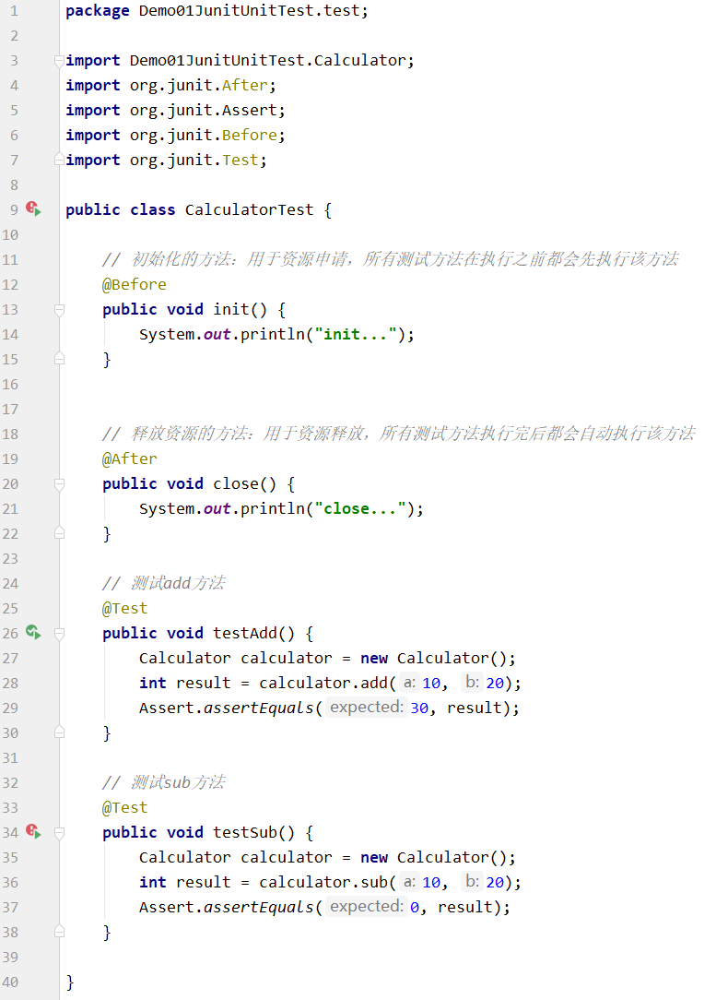 1 package Demo01JunitUnitTest.test;
2
3 import Demo01JunitUnitTest.Calculator;
4 import org.junit.After;
5 import org.junit.Assert;
6 import org.junit.Before;
7 import org.junit.Test;
8
9 public class CalculatorTest {
10
11     // 初始化的方法：用于资源申请，所有测试方法在执行之前都会先执行该方法
12     @Before
13     public void init() {
14         System.out.println("init...");
15     }
16
17
18     // 释放资源的方法：用于资源释放，所有测试方法执行完后都会自动执行该方法
19     @After
20     public void close() {
21         System.out.println("close...");
22     }
23
24     // 测试add方法
25     @Test
26     public void testAdd() {
27         Calculator calculator = new Calculator();
28         int result = calculator.add( a: 10, b: 20);
29         Assert.assertEquals( expected: 30, result);
30     }
31
32     // 测试sub方法
33     @Test
34     public void testSub() {
35         Calculator calculator = new Calculator();
36         int result = calculator.sub( a: 10, b: 20);
37         Assert.assertEquals( expected: 0, result);
38     }
39
40 }